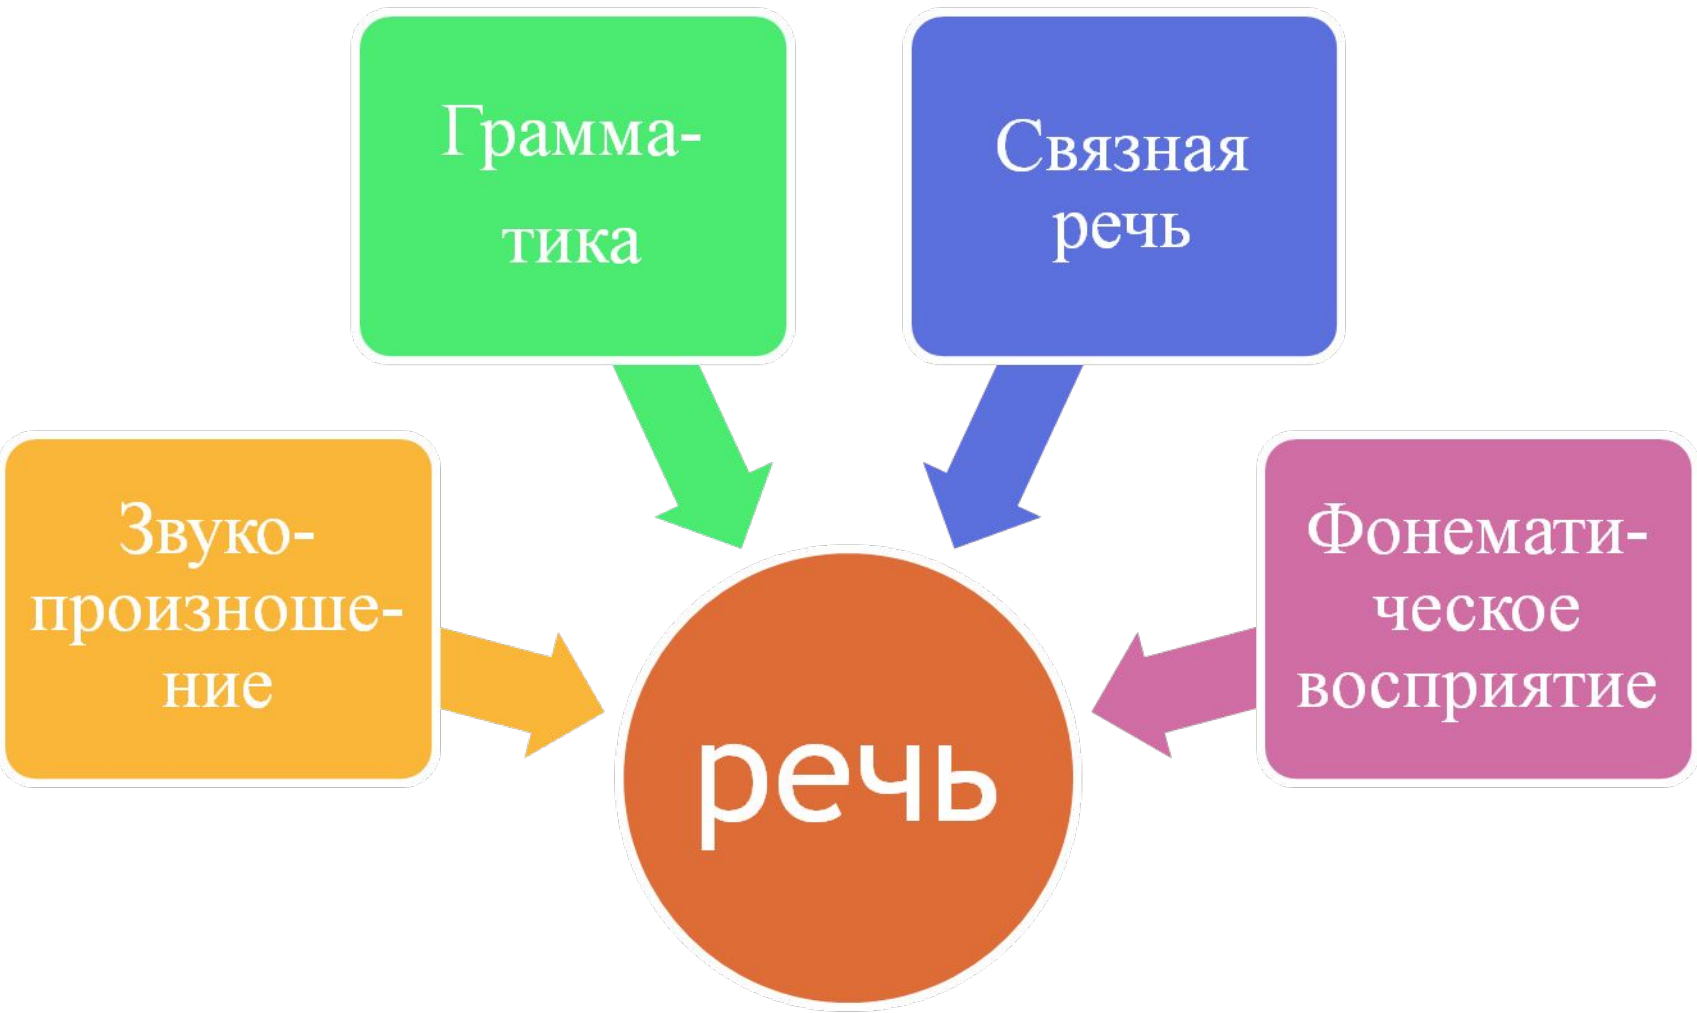 Грамма-
тика
Связная
речь
Звуко-
произноше-
ние
Фонемати-
ческое
восприятие
речь